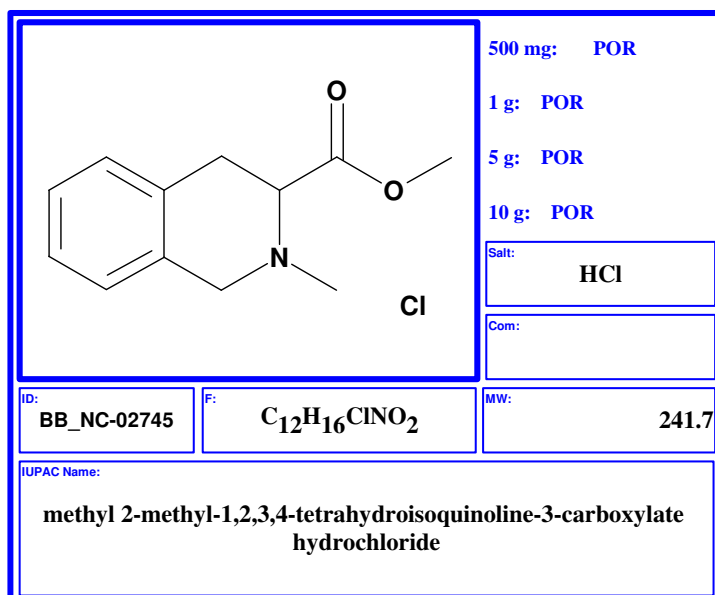 500 mg: POR
1 g: POR
5 g: POR
10 g: POR
O
O
N
Cl
Salt:
HCl
Com:
ID:
BB_NC-02745
F:
C12H16ClNO2
MW:
241.7
IUPAC Name:
methyl 2-methyl-1,2,3,4-tetrahydroisoquinoline-3-carboxylate
hydrochloride